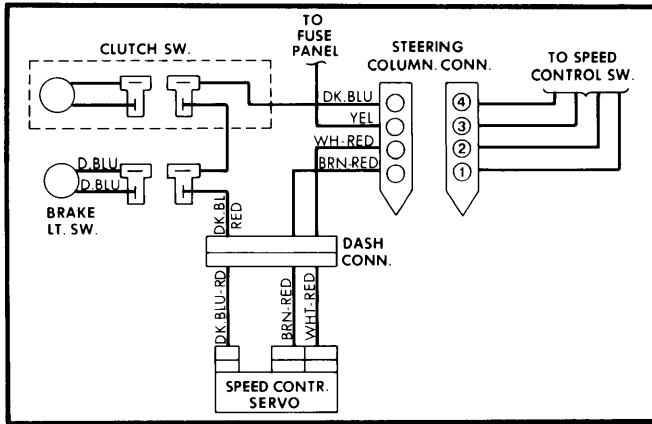 TO
FUSE
PANEL
CLUTCH SW.
STEERING
COLUMN. CONN.
TO SPEED
CONTROL SW.
DK.BLU
YEL
WH-RED
BRN-RED
4
3
2
1
D.BLU
D.BLU
BRAKE
LT. SW.
DK.BL
RED
DASH
CONN.
DK.BLU-RD
BRN-RED
WHT-RED
SPEED CONTR.
SERVO